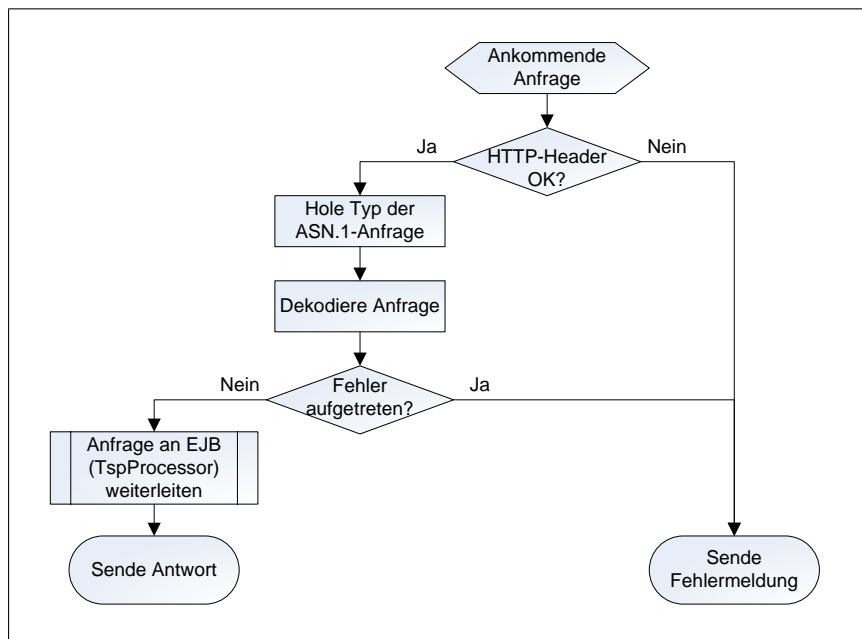 Ankommende
Anfrage
Ja
Nein
HTTP-Header
OK?
Hole Typ der
ASN.1-Anfrage
Dekodiere Anfrage
Nein
Fehler
aufgetreten?
Ja
Anfrage an EJB
(TspProcessor)
weiterleiten
Sende Antwort
Sende
Fehlermeldung